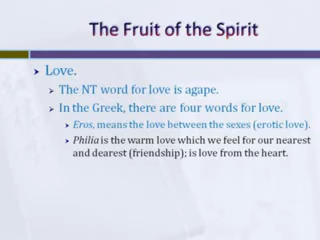 The Fruit of the Spirit
Love.
The NT word for love is agape.
In the Greek, there are four words for love.
Eros, means the love between the sexes (erotic love).
Philia is the warm love which we feel for our nearest
and dearest (friendship); is love from the heart.